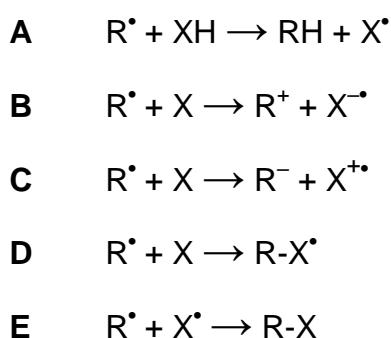 A R• + XH ⟶ RH + X•
B R• + X ⟶ R⁺ + X⁻•
C R• + X ⟶ R⁻ + X⁺•
D R• + X ⟶ R-X•
E R• + X• ⟶ R-X